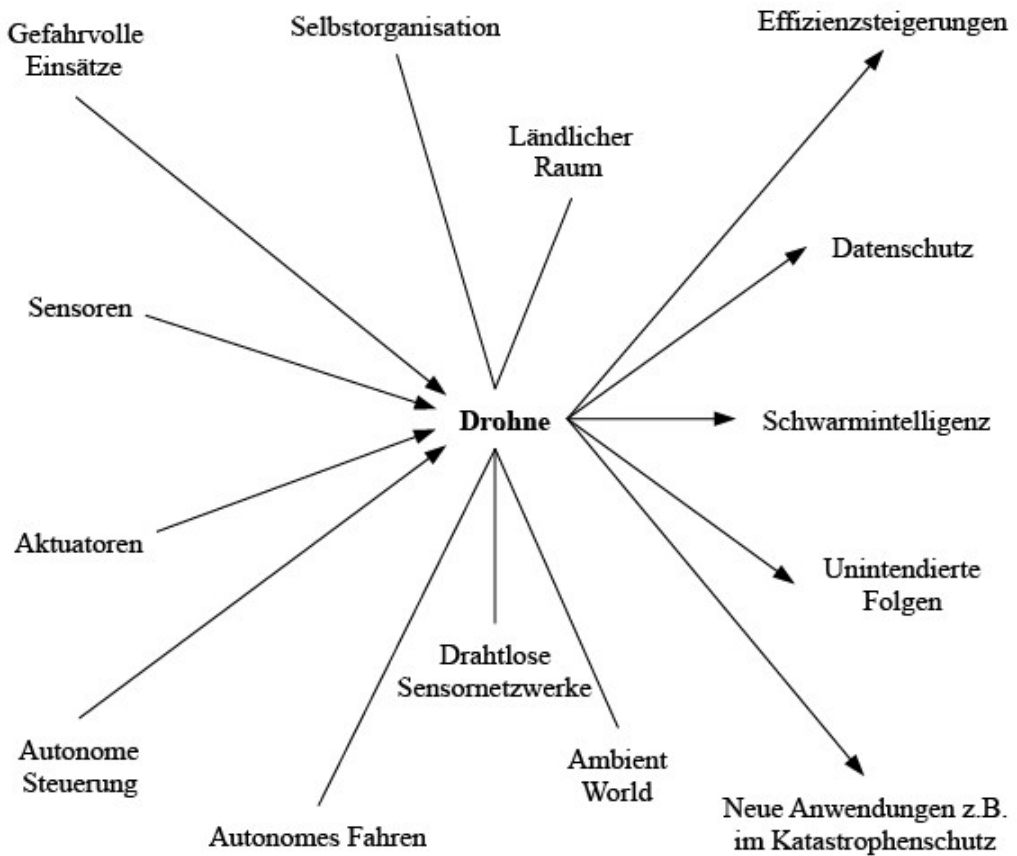 Gefahrvolle
Einsätze
Selbstorganisation
Effizienzsteigerungen
Ländlicher
Raum
Datenschutz
Sensoren
Drohne
Schwarmintelligenz
Aktuatoren
Unintendierte
Folgen
Drahtlose
Sensornetzwerke
Autonome
Steuerung
Ambient
World
Autonomes Fahren
Neue Anwendungen z.B.
im Katastrophenschutz